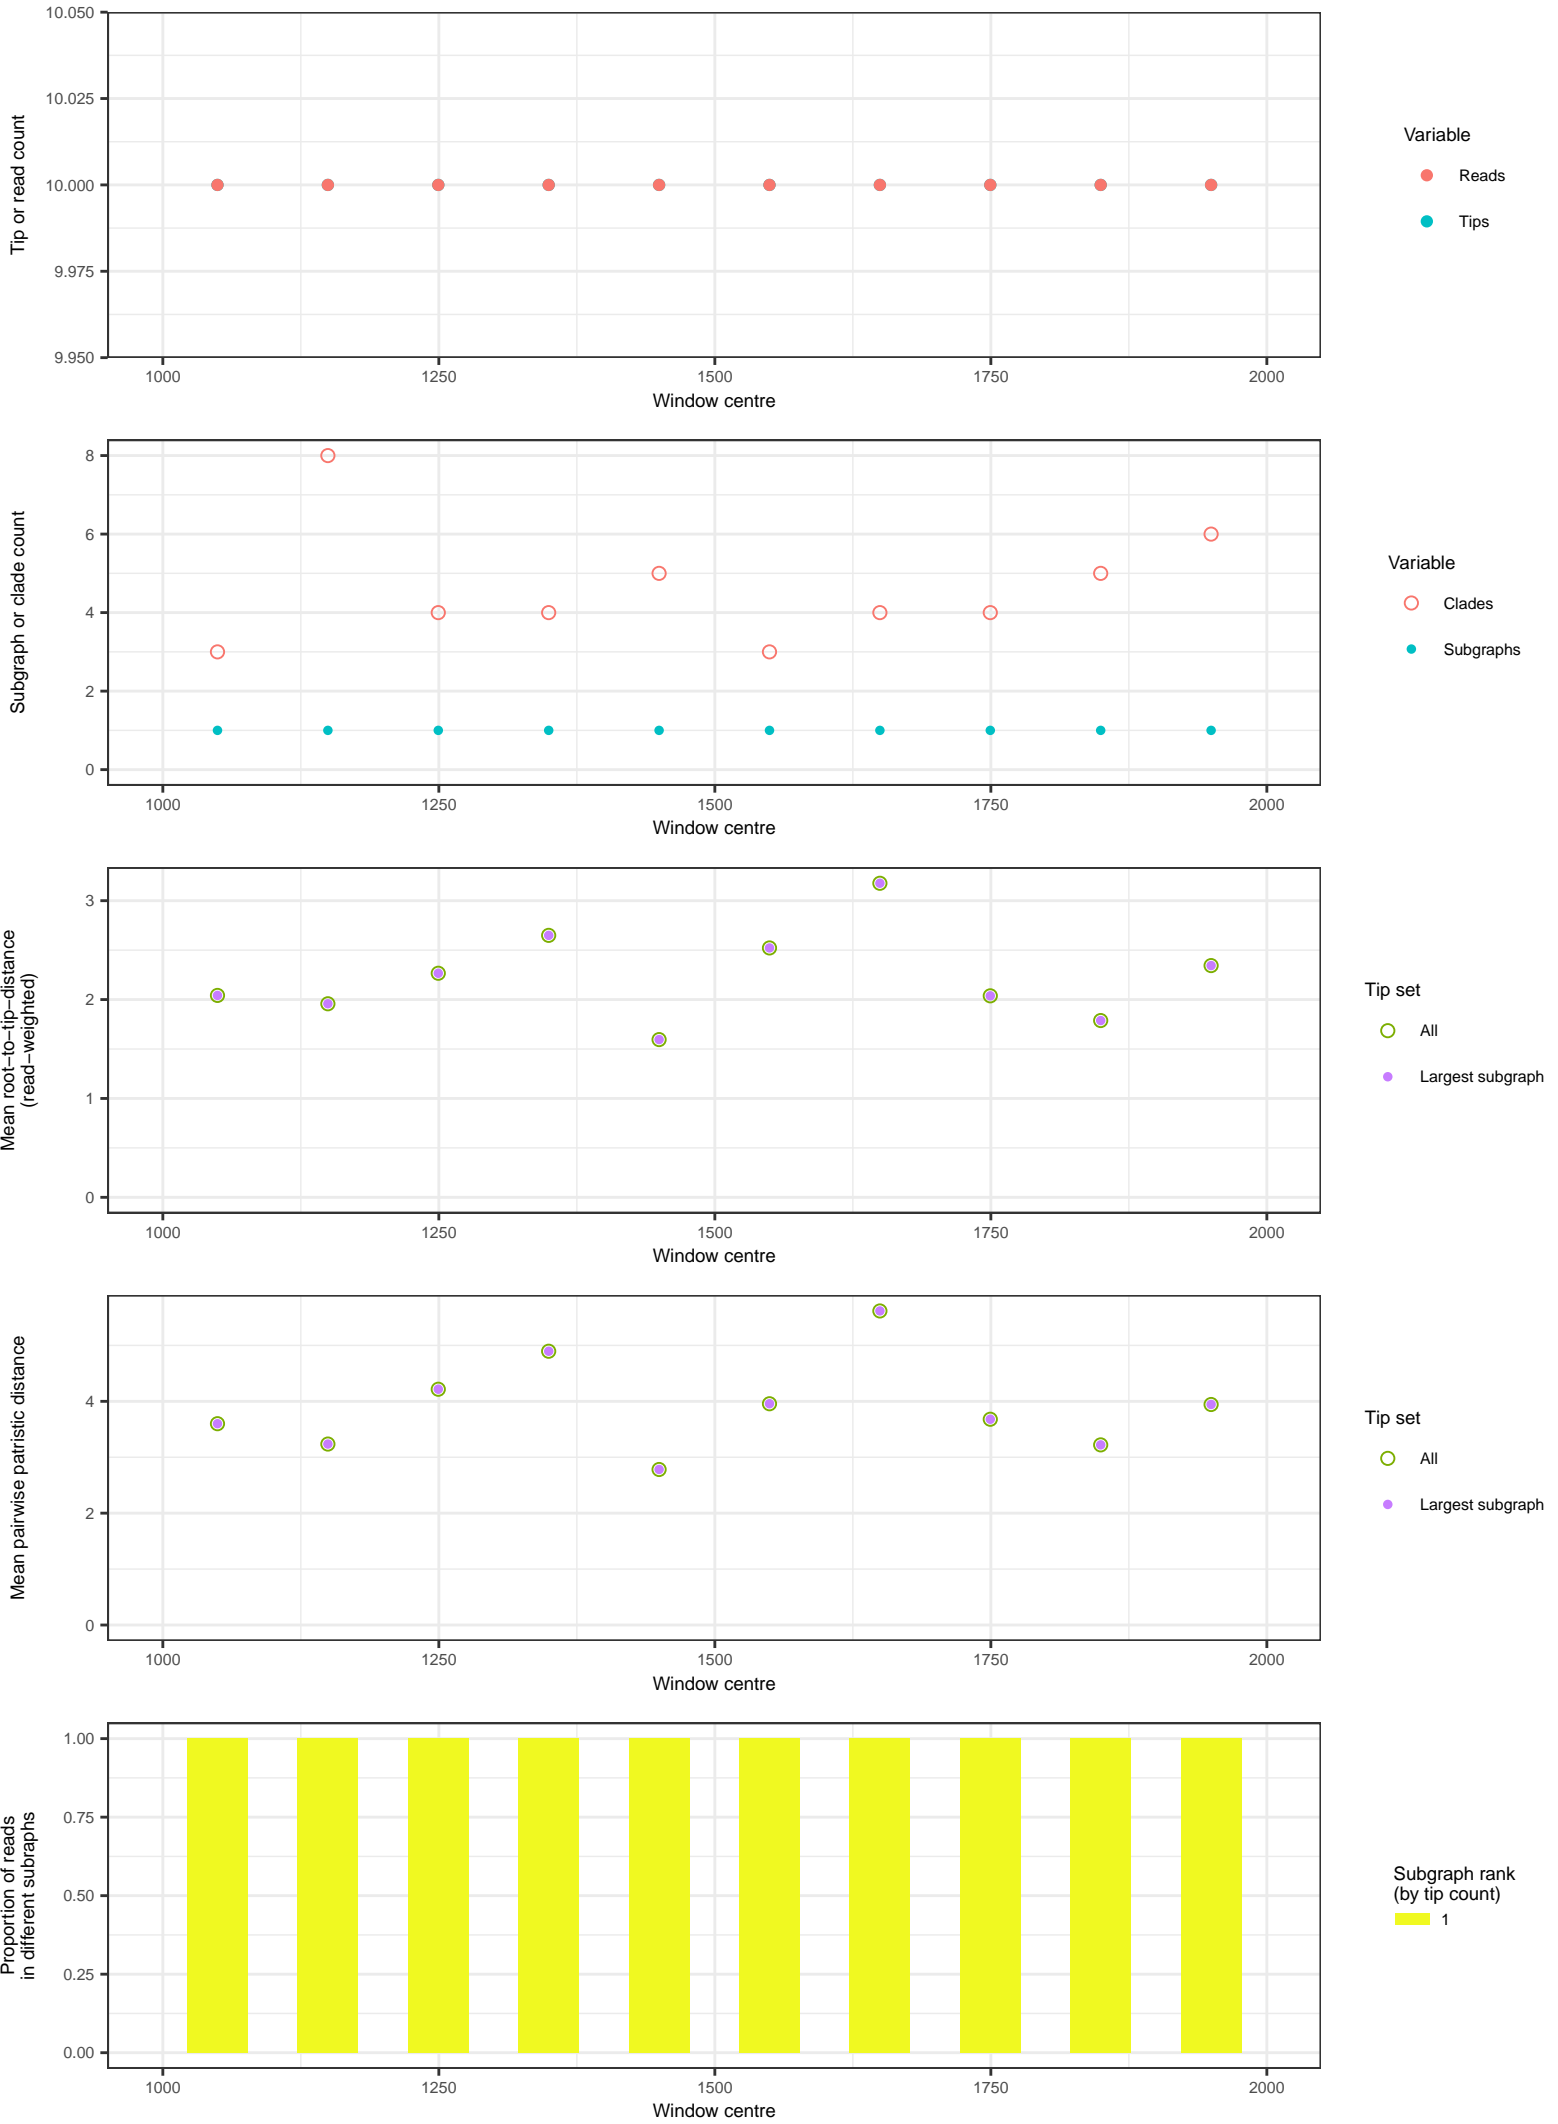 10.050
10.025
10.000
9.975
9.950
Tip or read count
1000 1250 1500 1750 2000
Window centre
Variable
Reads
Tips
8
6
4
2
0
Subgraph or clade count
1000 1250 1500 1750 2000
Window centre
Variable
Clades
Subgraphs
3
2
1
0
Mean root−to−tip−distance
(read−weighted)
1000 1250 1500 1750 2000
Window centre
Tip set
All
Largest subgraph
4
2
0
Mean pairwise patristic distance
1000 1250 1500 1750 2000
Window centre
Tip set
All
Largest subgraph
1.00
0.75
0.50
0.25
0.00
Proportion of reads
in different subraphs
1000 1250 1500 1750 2000
Window centre
Subgraph rank
(by tip count)
1